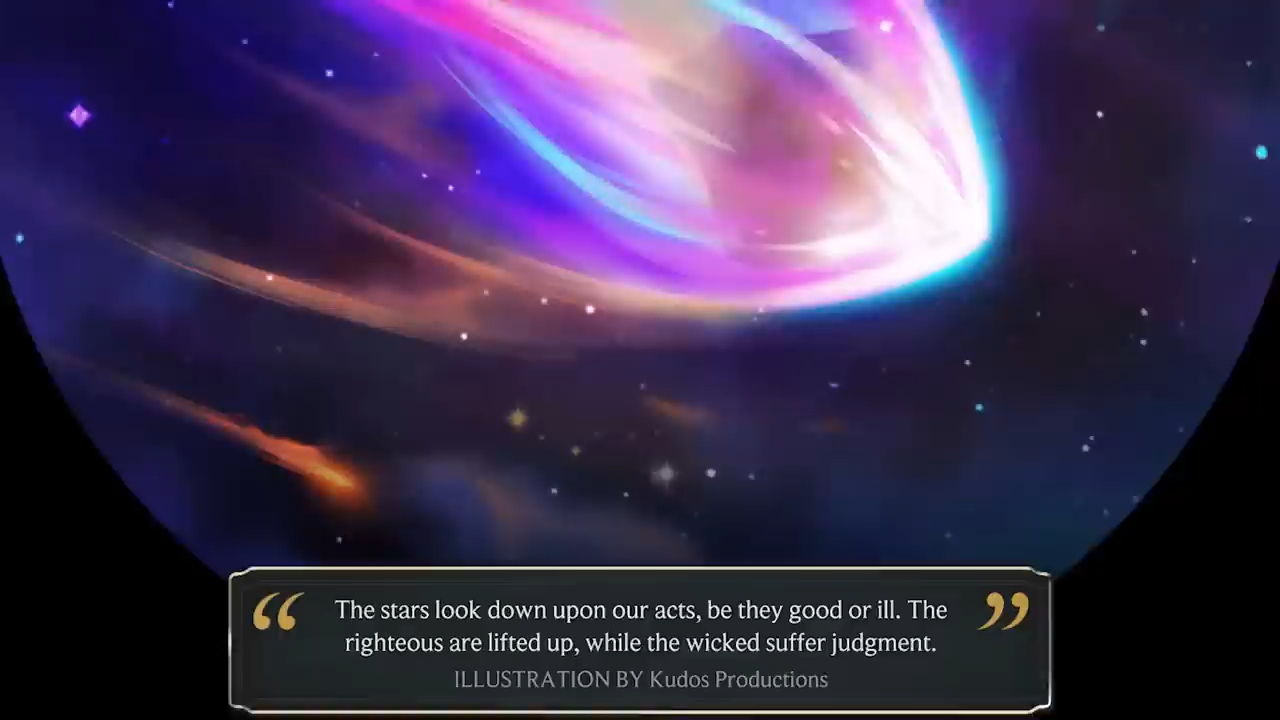 “ The stars look down upon our acts, be they good or ill. The ”
righteous are lifted up, while the wicked suffer judgment.
ILLUSTRATION BY Kudos Productions